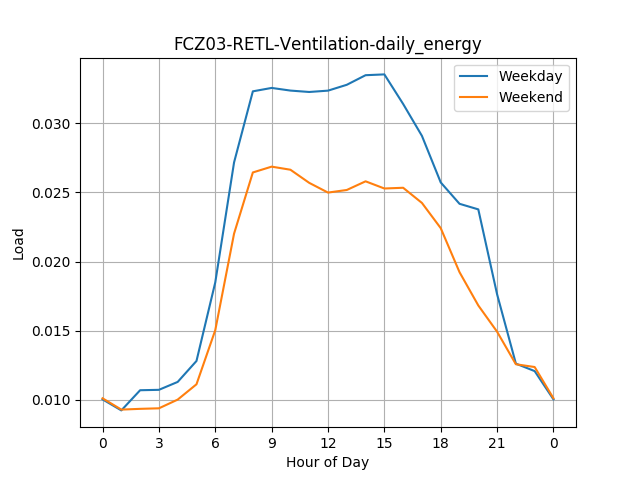 FCZ03-RETL-Ventilation-daily_energy
Weekday
Weekend
0.030
0.025
0.020
0.015
0.010
Load
0 3 6 9 12 15 18 21 0
Hour of Day